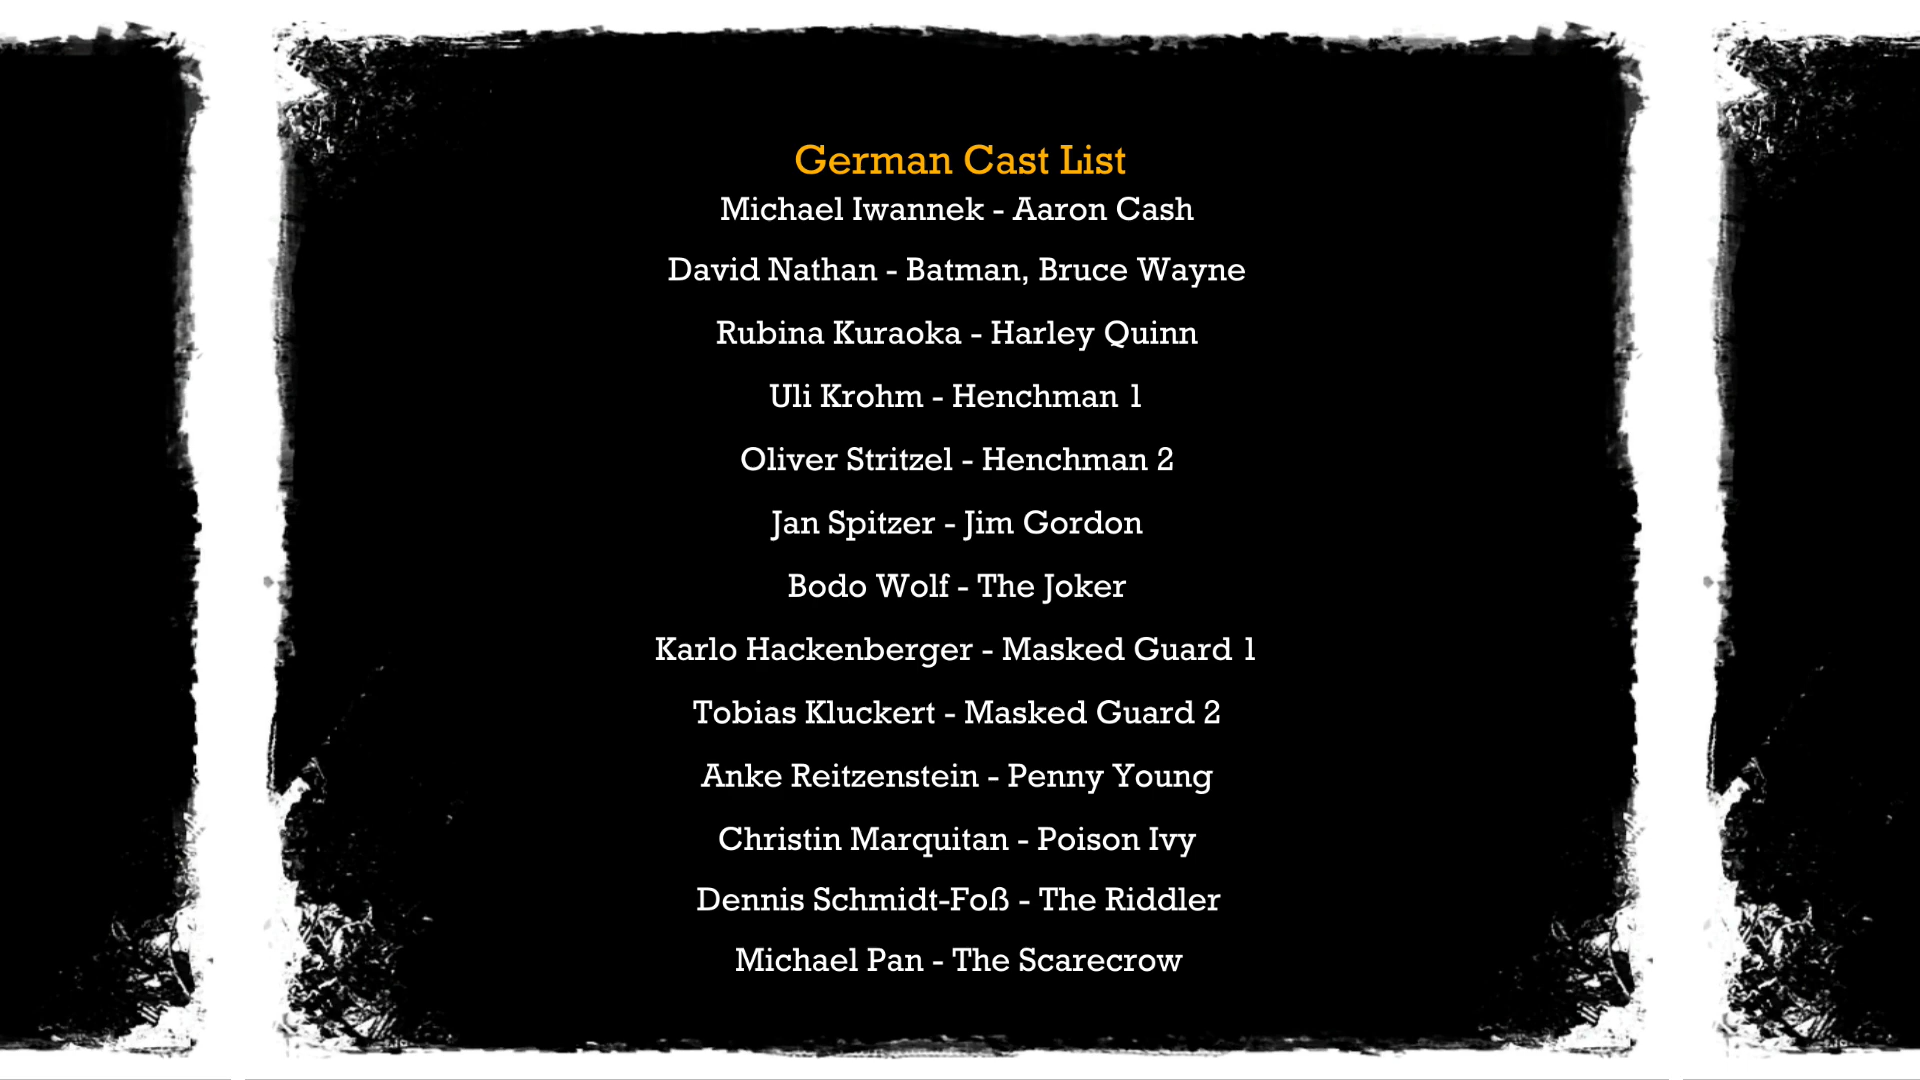 German Cast List
Michael Iwannek - Aaron Cash
David Nathan - Batman, Bruce Wayne
Rubina Kuraoka - Harley Quinn
Uli Krohm - Henchman 1
Oliver Stritzel - Henchman 2
Jan Spitzer - Jim Gordon
Bodo Wolf - The Joker
Karlo Hackenberger - Masked Guard 1
Tobias Kluckert - Masked Guard 2
Anke Reitzenstein - Penny Young
Christin Marquitan - Poison Ivy
Dennis Schmidt-Foß - The Riddler
Michael Pan - The Scarecrow